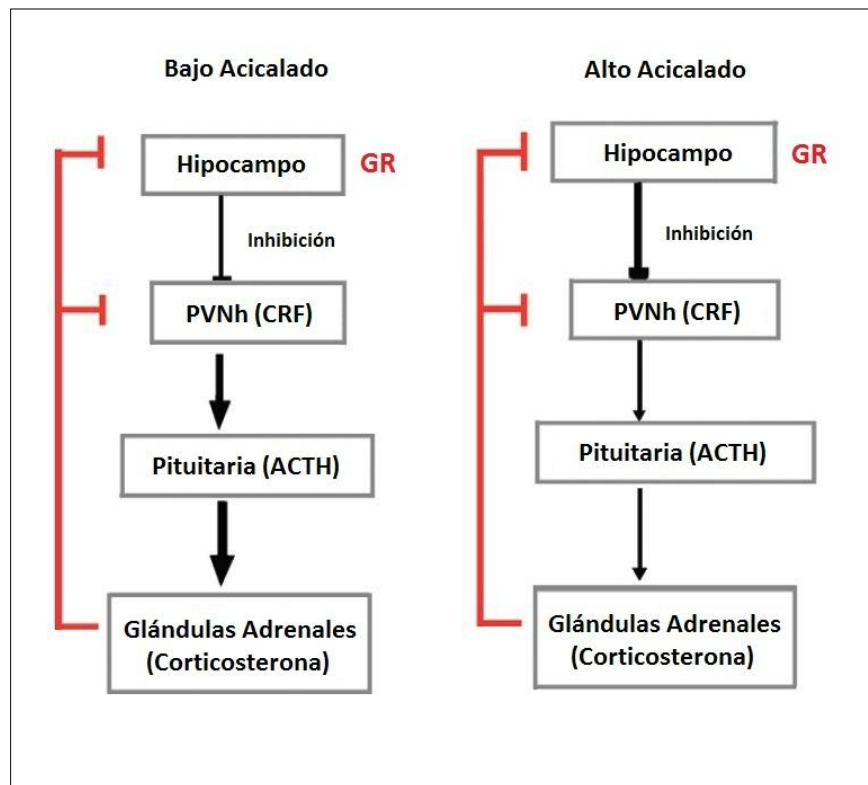 Bajo Acicalado
Hipocampo
GR
Inhibición
PVNh (CRF)
Pituitaria (ACTH)
Glándulas Adrenales
(Corticosterona)
Alto Acicalado
Hipocampo
GR
Inhibición
PVNh (CRF)
Pituitaria (ACTH)
Glándulas Adrenales
(Corticosterona)